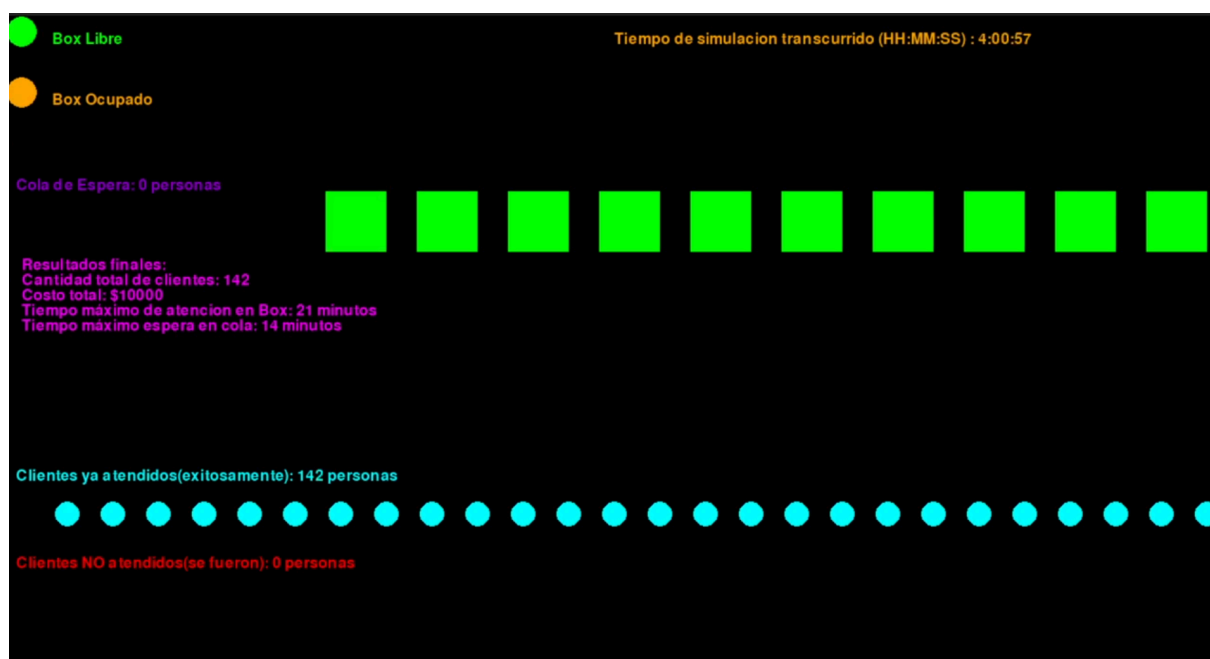 Box Libre
Tiempo de simulacion transcurrido (HH:MM:SS) : 4:00:57
Box Ocupado
Cola de Espera: 0 personas
Resultados finales:
Cantidad total de clientes: 142
Costo total: $10000
Tiempo máximo de atencion en Box: 21 minutos
Tiempo máximo espera en cola: 14 minutos
Clientes ya atendidos(exitosamente): 142 personas
Clientes NO atendidos(se fueron): 0 personas